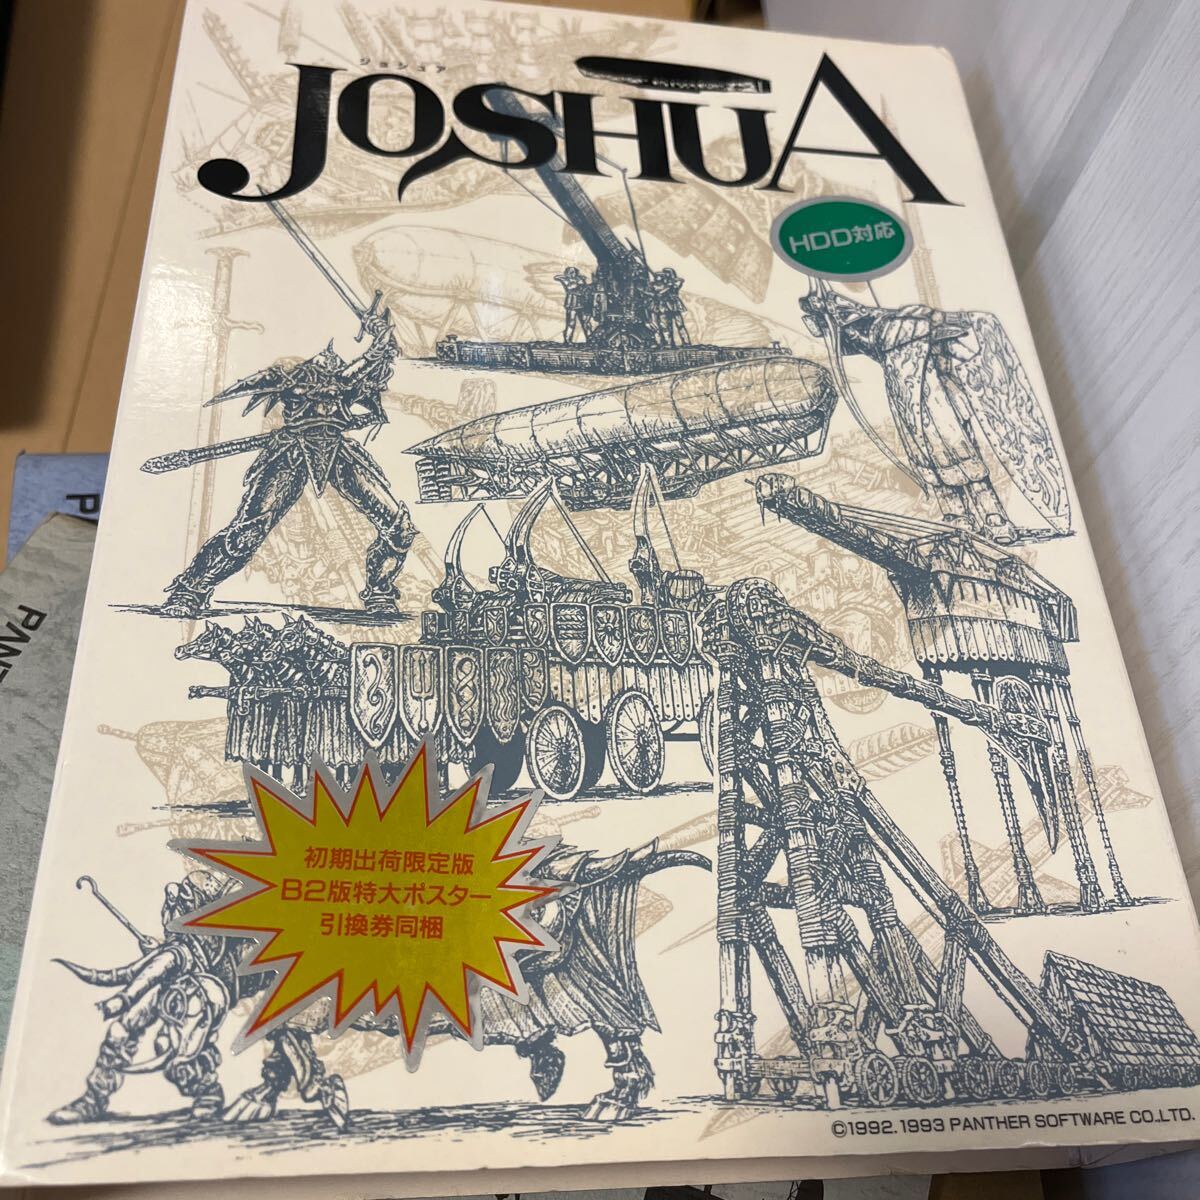 ジョシュア
JOSHUA
HDD対応
初期出荷限定版
B2版特大ポスター
引換券同梱
©1992.1993 PANTHER SOFTWARE CO.,LTD.